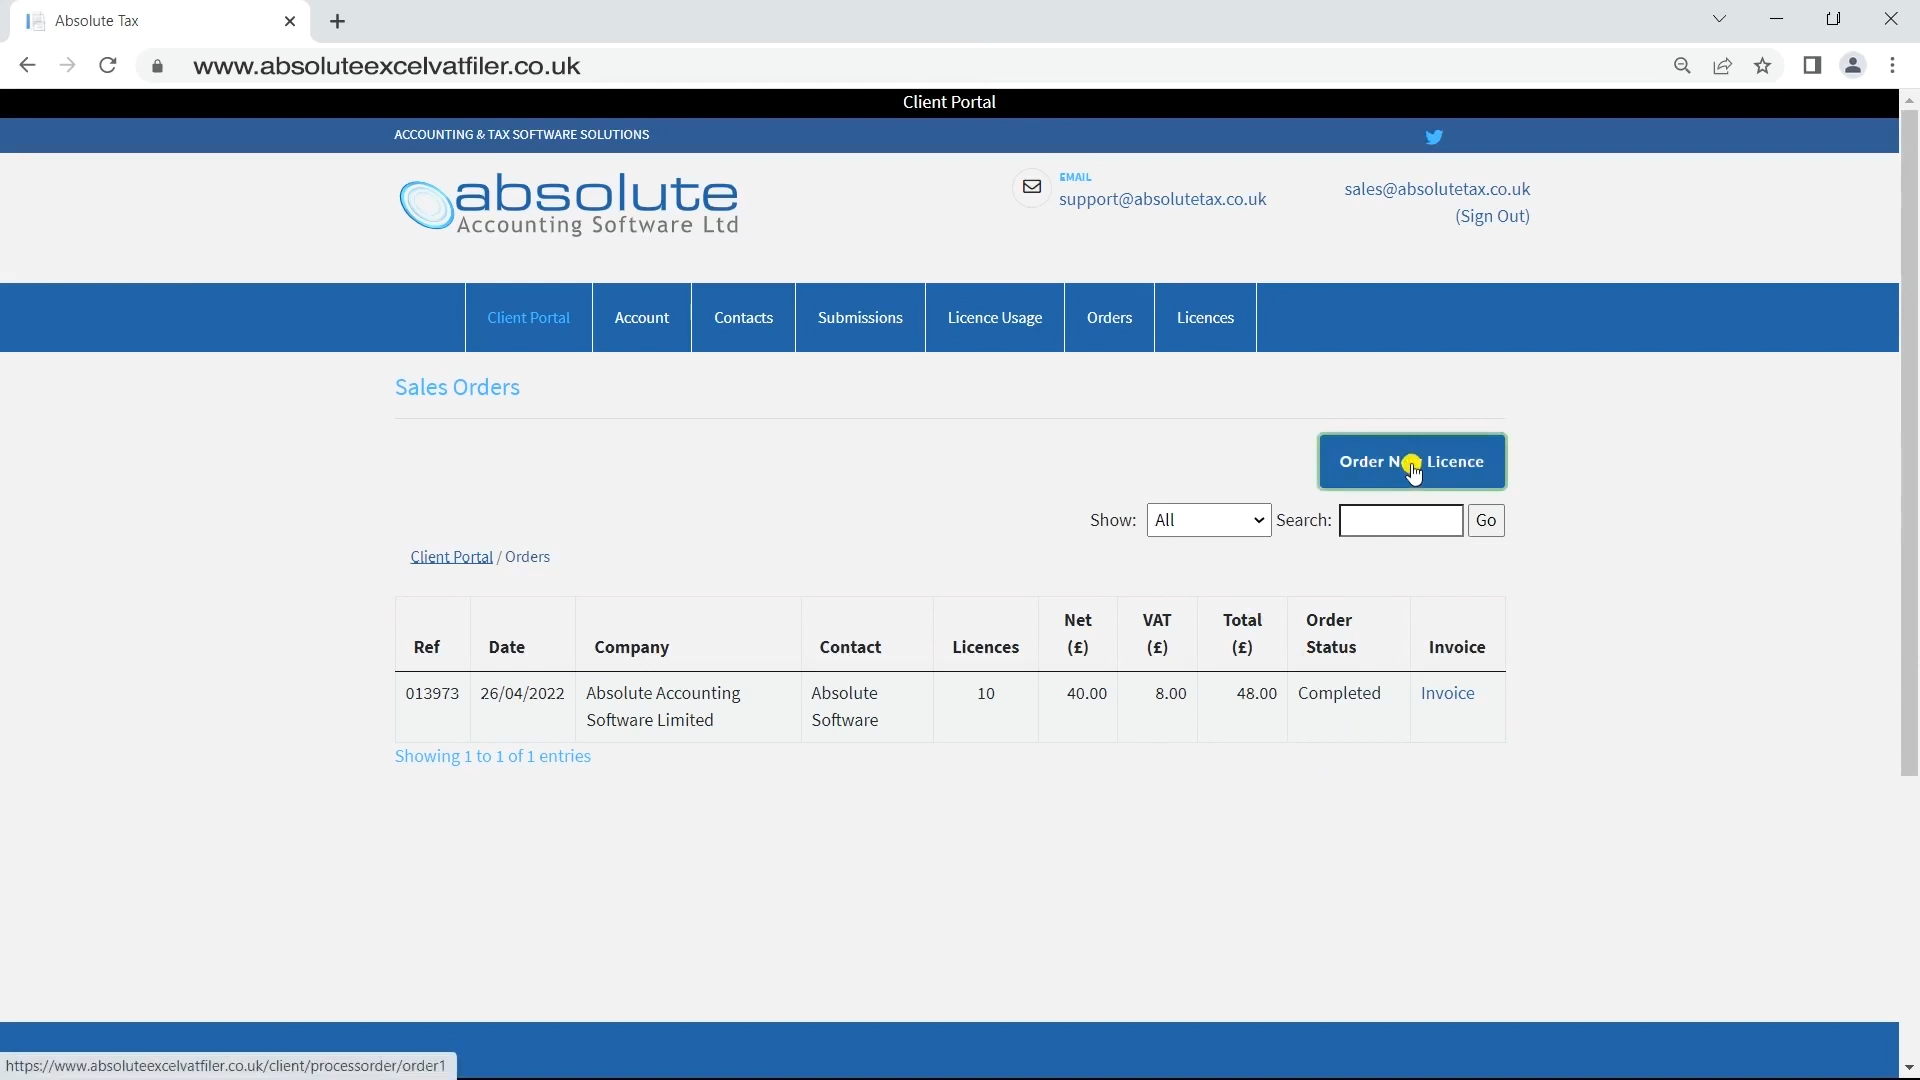 Absolute Tax
www.absoluteexcelvatfiler.co.uk
Client Portal
ACCOUNTING & TAX SOFTWARE SOLUTIONS
absolute
Accounting Software Ltd
EMAIL
support@absolutetax.co.uk
sales@absolutetax.co.uk
(Sign Out)
Client Portal Account Contacts Submissions Licence Usage Orders Licences
Sales Orders
Order Licence
Show: All Search: Go
Client Portal / Orders
Ref Date Company Contact Licences Net (£) VAT (£) Total (£) Order Status Invoice
013973 26/04/2022 Absolute Accounting Software Limited Absolute Software 10 40.00 8.00 48.00 Completed Invoice
Showing 1 to 1 of 1 entries
https://www.absoluteexcelvatfiler.co.uk/client/processorder/order1